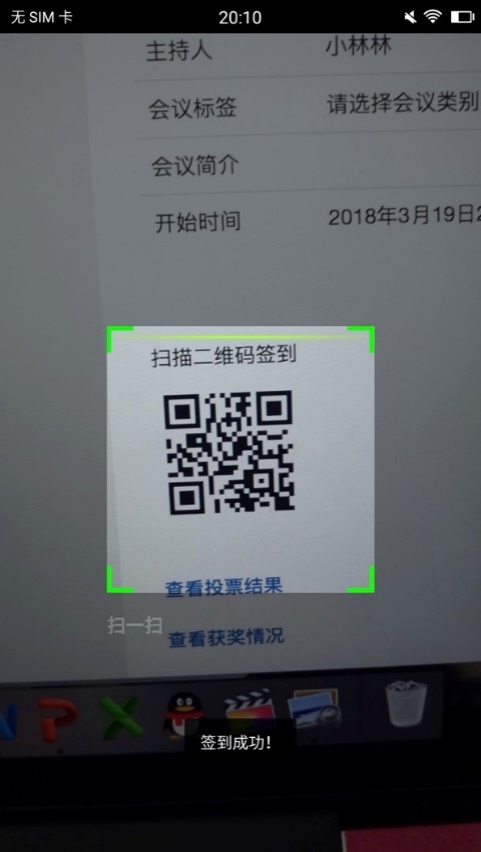 无 SIM 卡
20:10
主持人 小林林
会议标签 请选择会议类别
会议简介
开始时间 2018年3月19日2
扫描二维码签到
查看投票结果
扫一扫
查看获奖情况
签到成功！